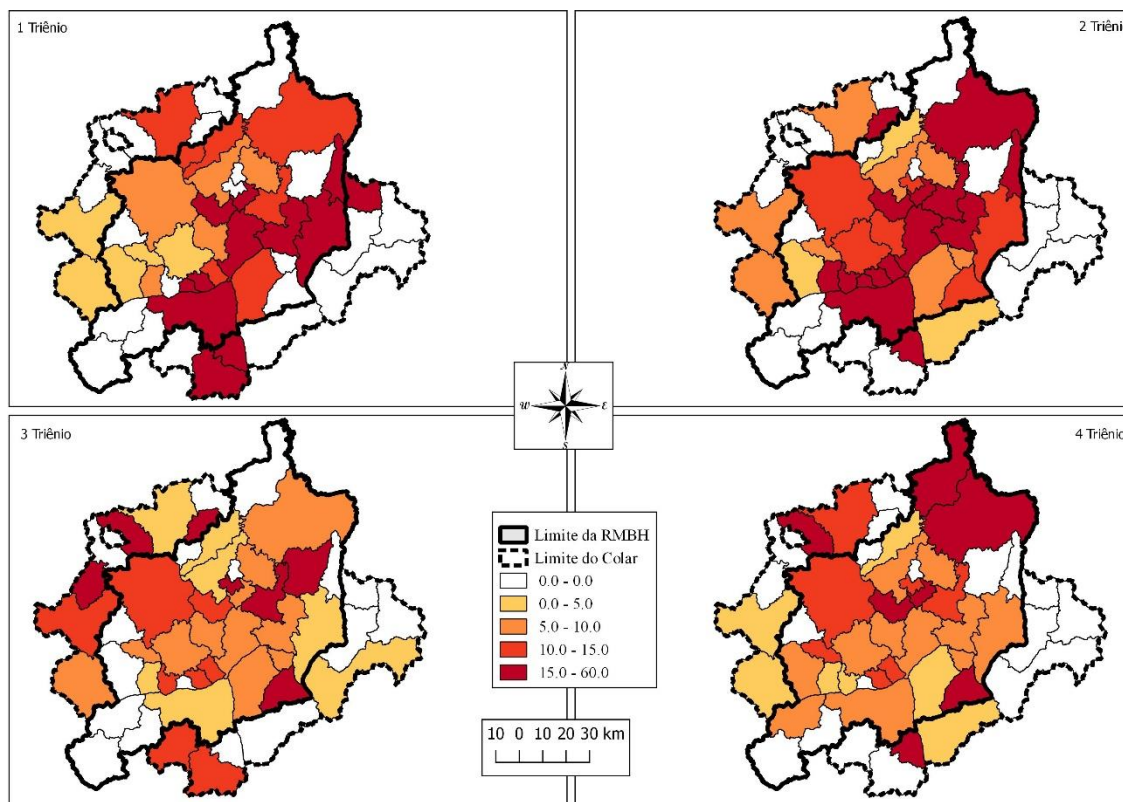 1 Triênio
2 Triênio
N
W
E
S
3 Triênio
4 Triênio
Limite da RMBH
Limite do Colar
0.0 - 0.0
0.0 - 5.0
5.0 - 10.0
10.0 - 15.0
15.0 - 60.0
10 0 10 20 30 km